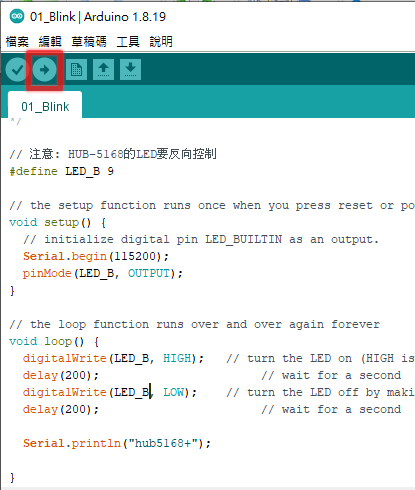 01_Blink | Arduino 1.8.19
檔案 編輯 草稿碼 工具 說明
01_Blink
*/
// 注意: HUB-5168的LED要反向控制
#define LED_B 9
// the setup function runs once when you press reset or po
void setup() {
// initialize digital pin LED_BUILTIN as an output.
Serial.begin(115200);
pinMode(LED_B, OUTPUT);
}
// the loop function runs over and over again forever
void loop() {
digitalWrite(LED_B, HIGH); // turn the LED on (HIGH is
delay(200); // wait for a second
digitalWrite(LED_B, LOW); // turn the LED off by maki
delay(200); // wait for a second
Serial.println("hub5168+");
}